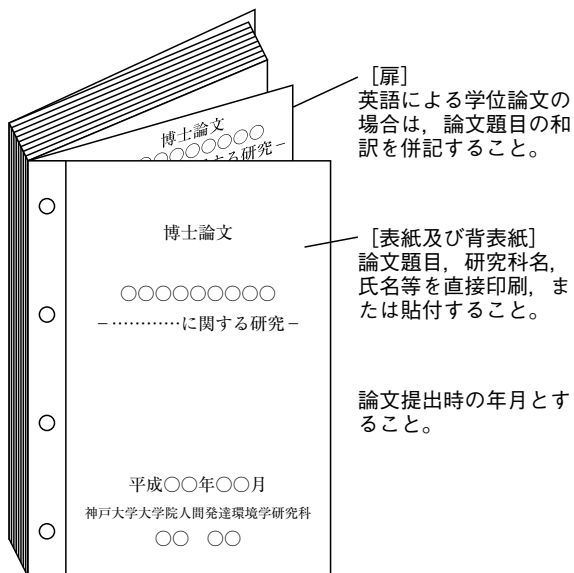 [扉]
英語による学位論文の
場合は，論文題目の和
訳を併記すること。
博士論文
○○○○○○○○
る研究－
博士論文
○○○○○○○○○
－…………に関する研究－
[表紙及び背表紙]
論文題目，研究科名，
氏名等を直接印刷，ま
たは貼付すること。
論文提出時の年月とす
ること。
平成○○年○○月
神戸大学大学院人間発達環境学研究科
○○　○○